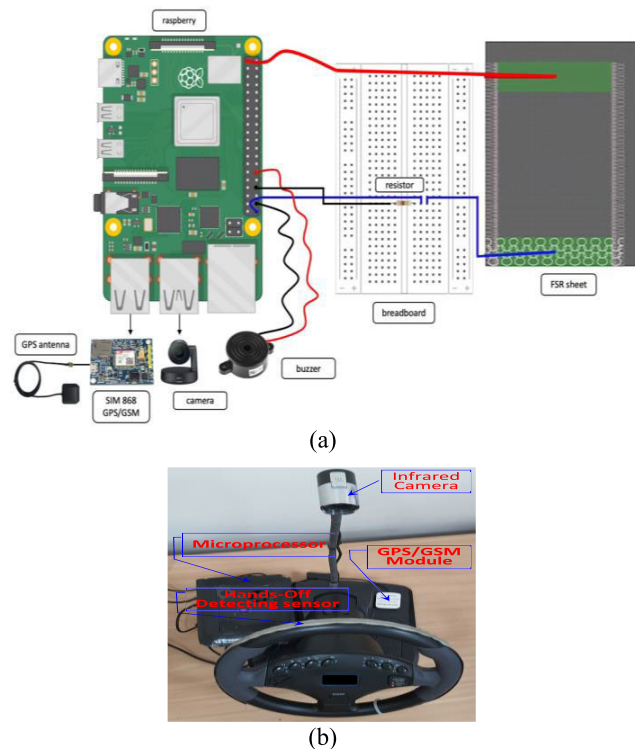 raspberry
resistor
FSR sheet
breadboard
GPS antenna
buzzer
SIM 868
GPS/GSM
camera
(a)
Infrared
Camera
Microprocessor
GPS/GSM
Module
Hands-Off
Detecting sensor
(b)